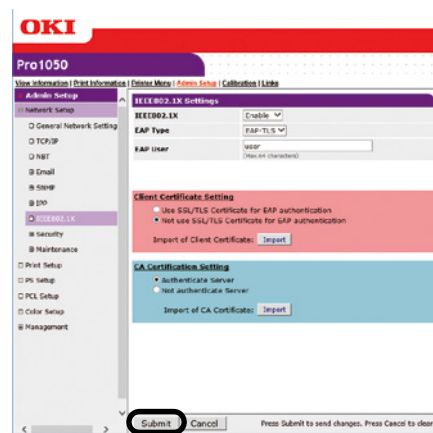 OKI
Pro1050
View Information | Print Information | Printer Menu | Admin Setup | Calibration | Links
Admin Setup
Network Setup
General Network Setting
TCP/IP
NBT
Email
SNMP
IPP
IEEE802.1X
Security
Maintenance
Print Setup
PS Setup
PCL Setup
Color Setup
Management
IEEE802.1X Settings
IEEE802.1X Enable
EAP Type EAP-TLS
EAP User user
(Max.64 characters)
Client Certificate Setting
Use SSL/TLS Certificate for EAP authentication
Not use SSL/TLS Certificate for EAP authentication
Import of Client Certificate: Import
CA Certification Setting
Authenticate Server
Not authenticate Server
Import of CA Certificate: Import
Submit Cancel Press Submit to send changes. Press Cancel to clear